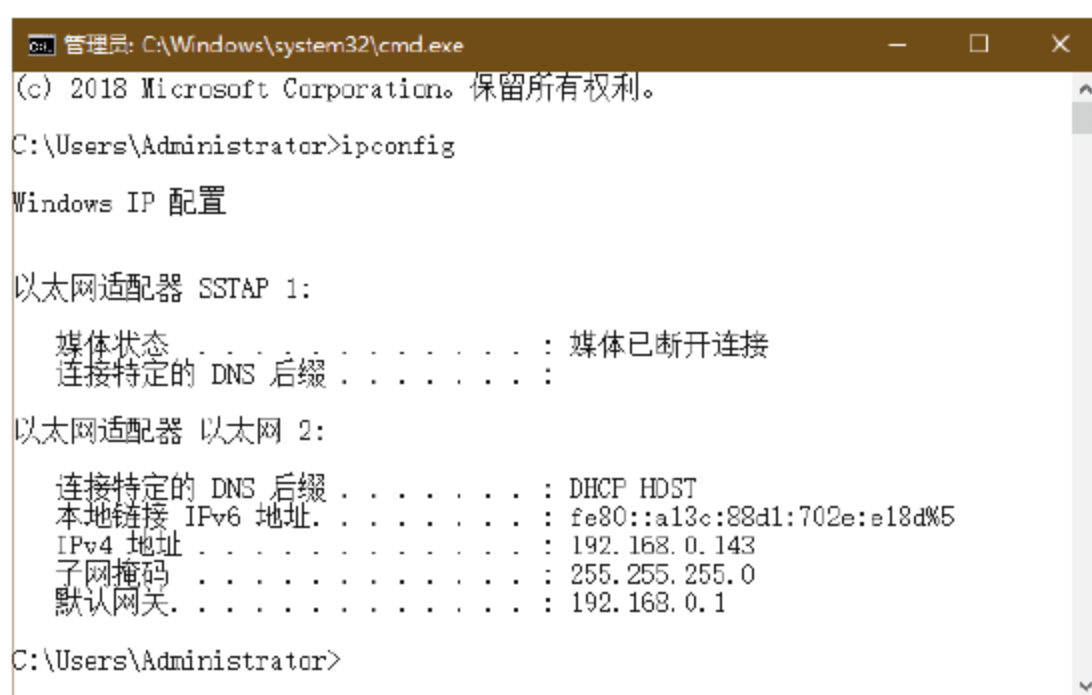 管理员: C:\Windows\system32\cmd.exe
(c) 2018 Microsoft Corporation。保留所有权利。
C:\Users\Administrator>ipconfig
Windows IP 配置
以太网适配器 SSTAP 1:
媒体状态 . . . . . . . . . . . . : 媒体已断开连接
连接特定的 DNS 后缀 . . . . . . . :
以太网适配器 以太网 2:
连接特定的 DNS 后缀 . . . . . . . : DHCP HOST
本地链接 IPv6 地址. . . . . . . . : fe80::a13c:88d1:702e:e18d%5
IPv4 地址 . . . . . . . . . . . . : 192.168.0.143
子网掩码 . . . . . . . . . . . . : 255.255.255.0
默认网关. . . . . . . . . . . . . : 192.168.0.1
C:\Users\Administrator>